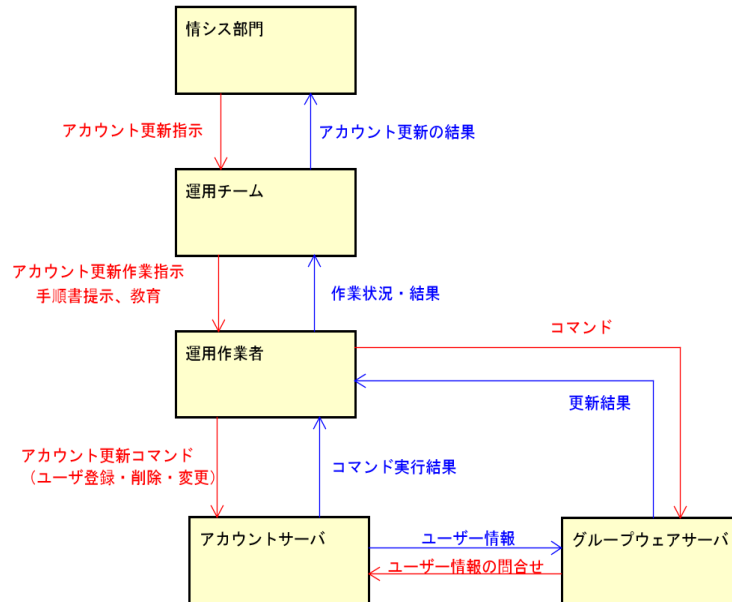 情シス部門
アカウント更新指示
アカウント更新の結果
運用チーム
アカウント更新作業指示
手順書提示、教育
作業状況・結果
コマンド
運用作業者
更新結果
アカウント更新コマンド
（ユーザ登録・削除・変更）
コマンド実行結果
アカウントサーバ
ユーザー情報
グループウェアサーバ
ユーザー情報の問合せ